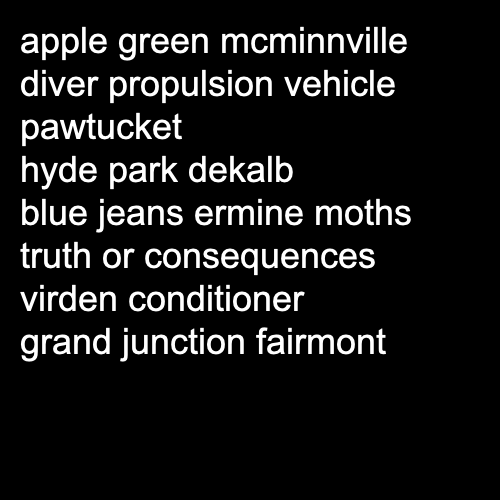 apple green mcminnville
diver propulsion vehicle
pawtucket
hyde park dekalb
blue jeans ermine moths
truth or consequences
virden conditioner
grand junction fairmont